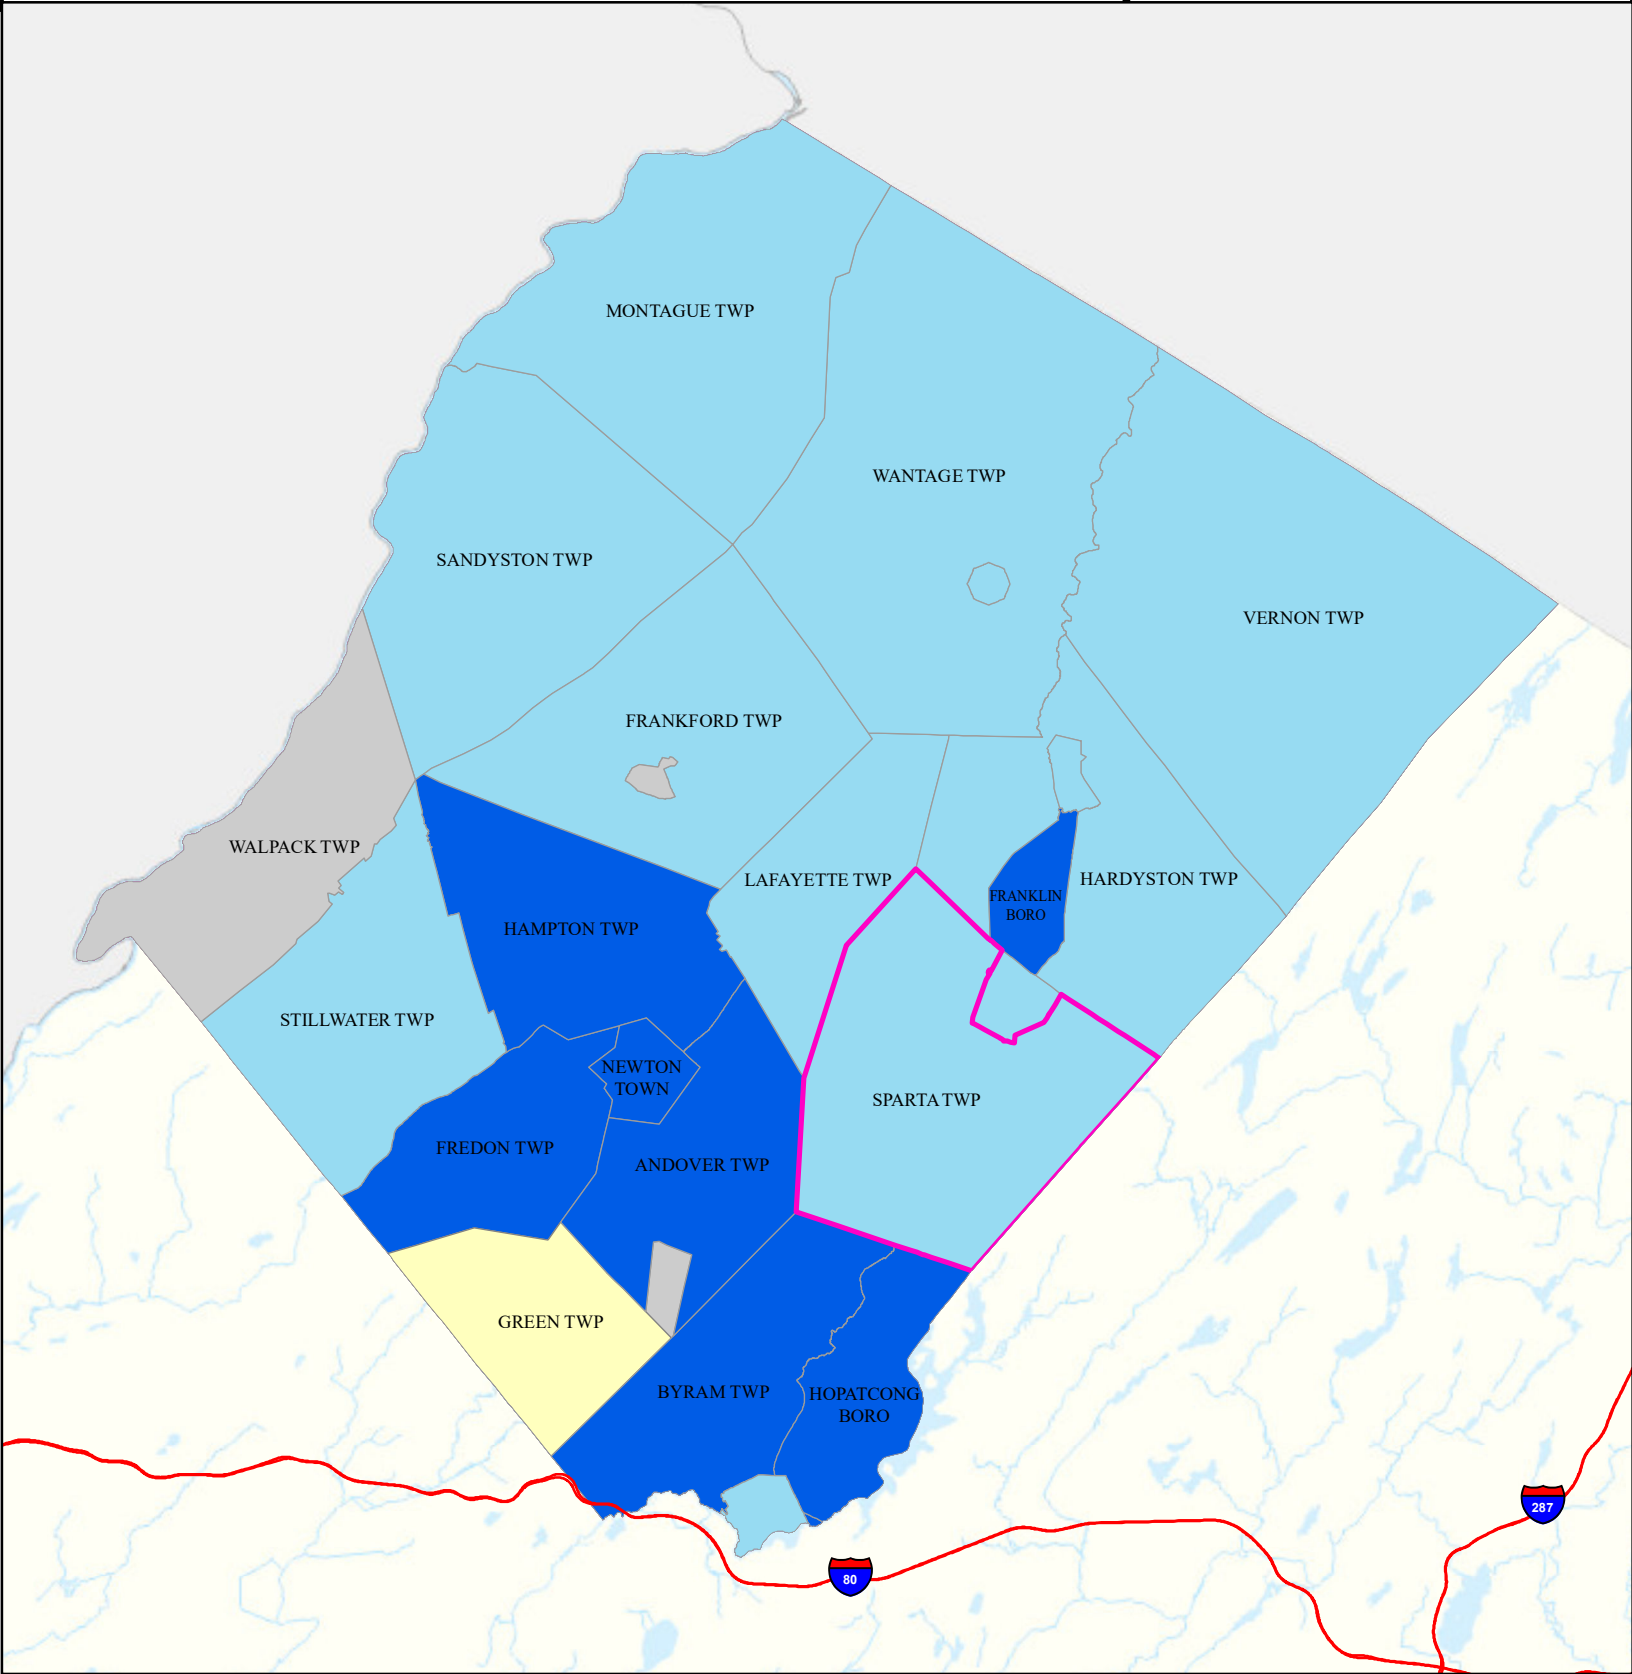 MONTAGUE TWP
WANTAGE TWP
SANDYSTON TWP
VERNON TWP
FRANKFORD TWP
WALPACK TWP
LAFAYETTE TWP
HARDYSTON TWP
FRANKLIN
BORO
HAMPTON TWP
STILLWATER TWP
NEWTON
TOWN
SPARTA TWP
FREDON TWP
ANDOVER TWP
GREEN TWP
BYRAM TWP
HOPATCONG
BORO
287
80